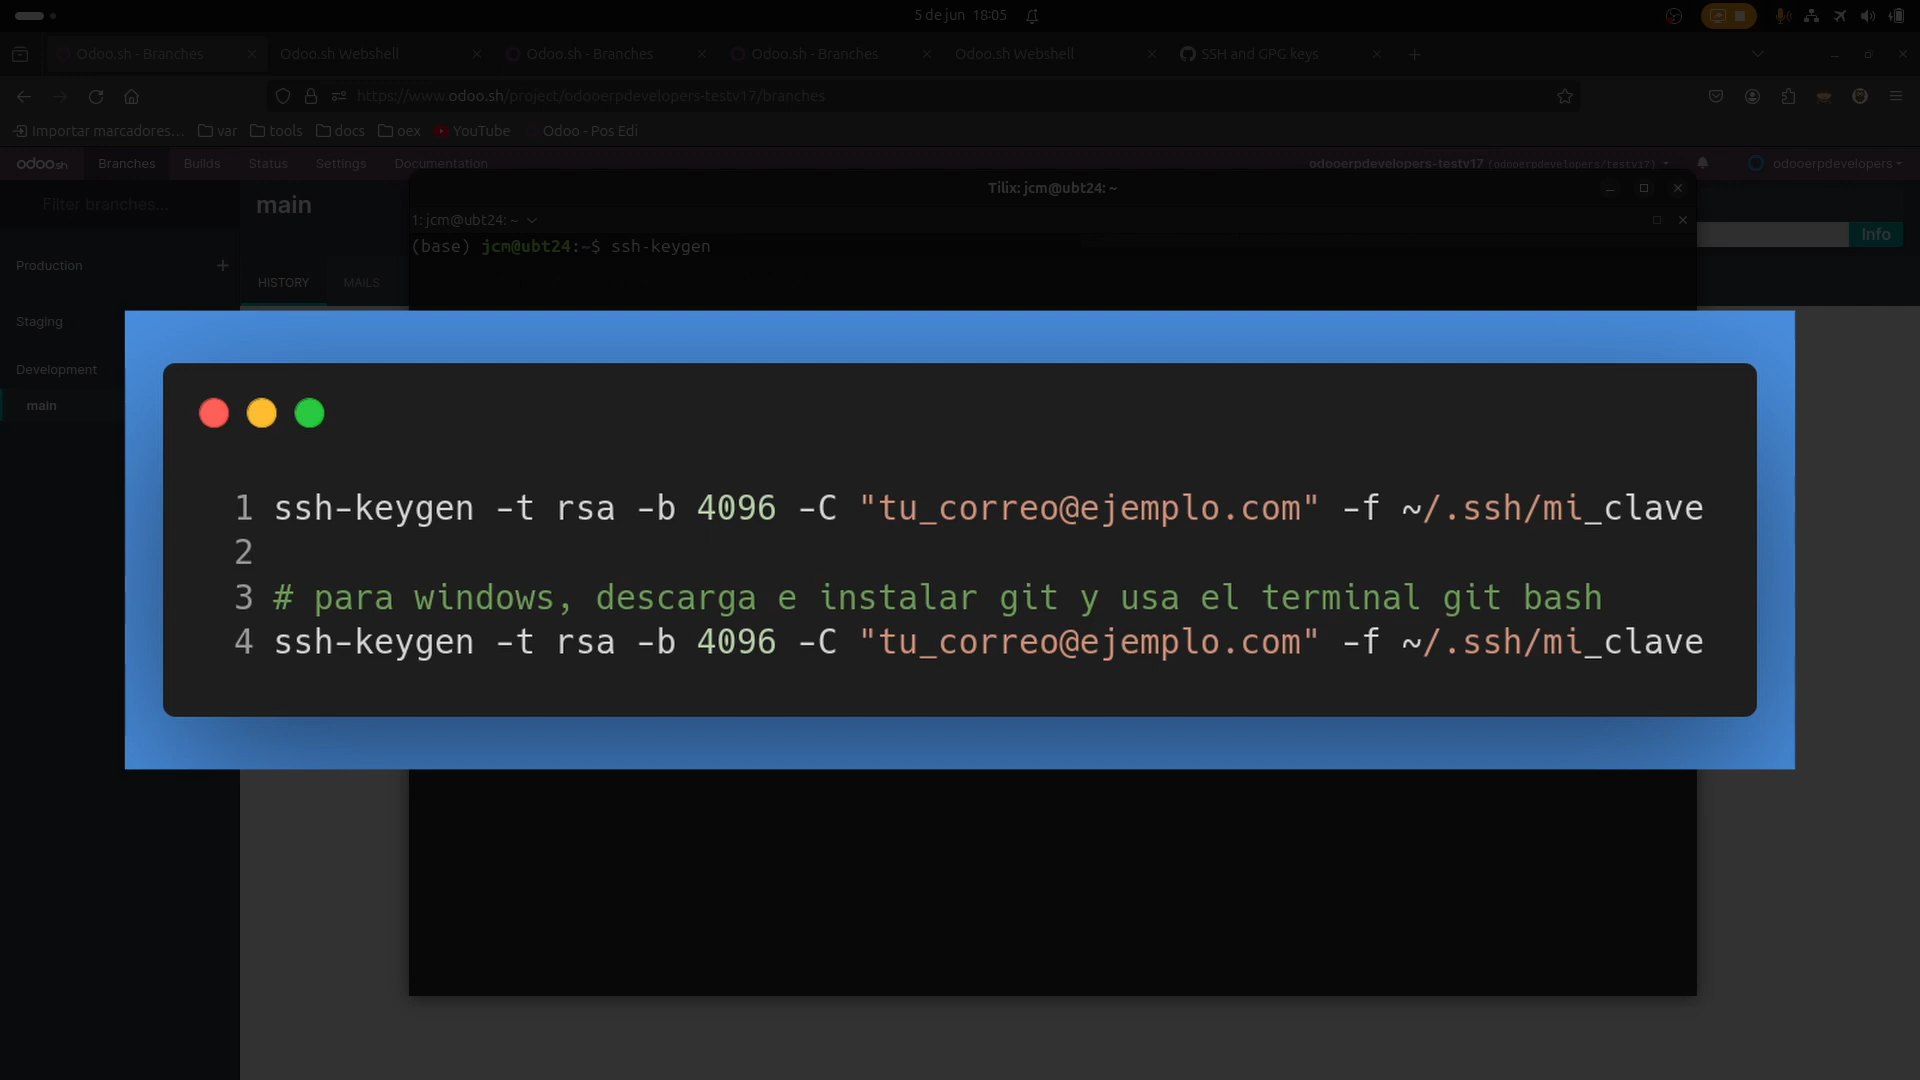 5 de jun 18:05
Odoo.sh - Branches
Odoo.sh Webshell
Odoo.sh - Branches
Odoo.sh - Branches
Odoo.sh Webshell
SSH and GPG keys
https://www.odoo.sh/project/odooerpdevelopers-testv17/branches
Importar marcadores...
var
tools
docs
oex
YouTube
Odoo - Pos Edi
odoo.sh
Branches
Builds
Status
Settings
Documentation
odooerpdevelopers-testv17 (odooerpdevelopers/testv17)
odooerpdevelopers
Filter branches...
main
Tilix: jcm@ubt24: ~
1: jcm@ubt24: ~
Info
(base) jcm@ubt24:~$ ssh-keygen
Production +
HISTORY
MAILS
Staging
Development
main
1 ssh-keygen -t rsa -b 4096 -C "tu_correo@ejemplo.com" -f ~/.ssh/mi_clave
2
3 # para windows, descarga e instalar git y usa el terminal git bash
4 ssh-keygen -t rsa -b 4096 -C "tu_correo@ejemplo.com" -f ~/.ssh/mi_clave